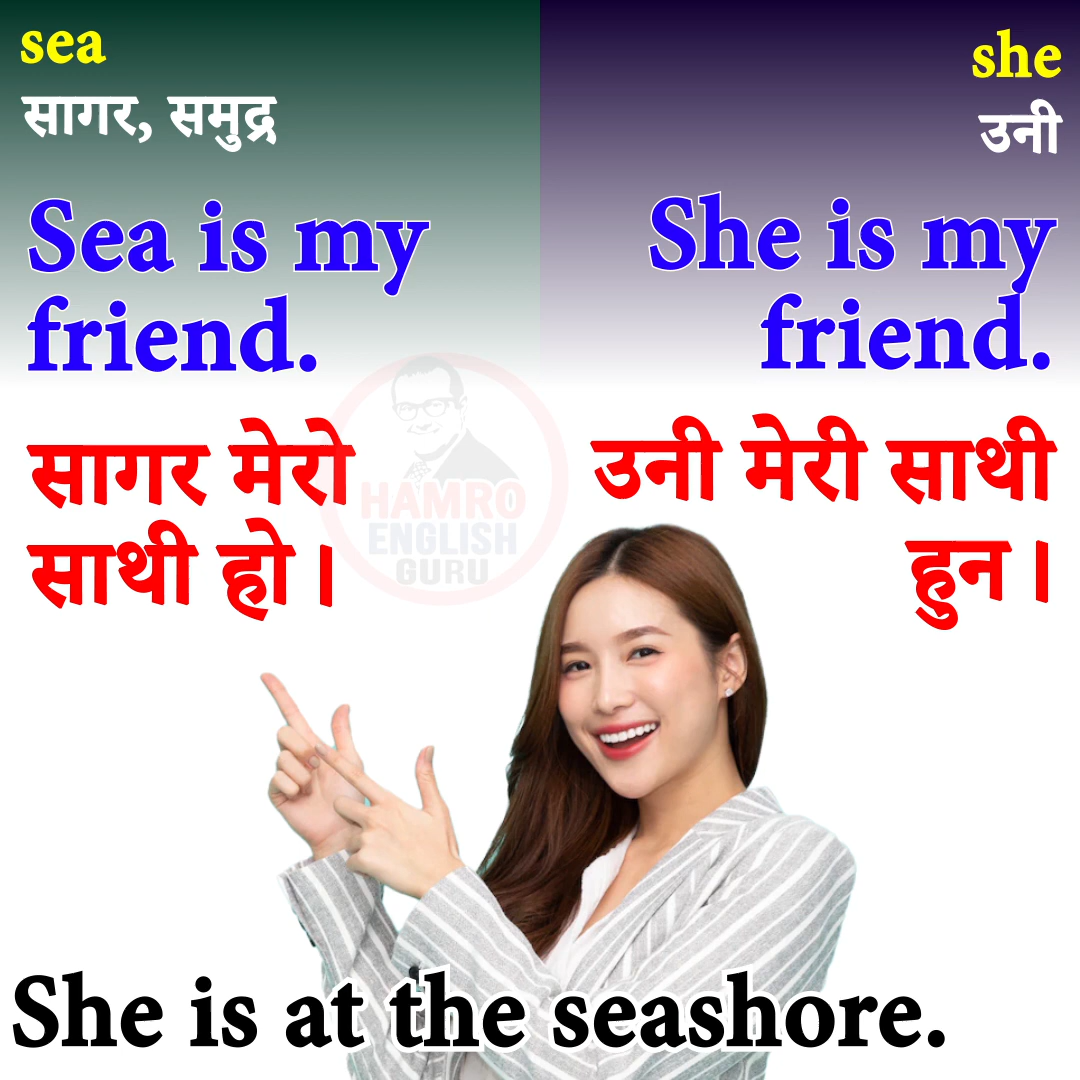 sea
सागर, समुद्र
Sea is my
friend.
सागर मेरो
साथी हो।
she
उनी
She is my
friend.
उनी मेरी साथी
हुन।
HAMRO
ENGLISH
GURU
She is at the seashore.